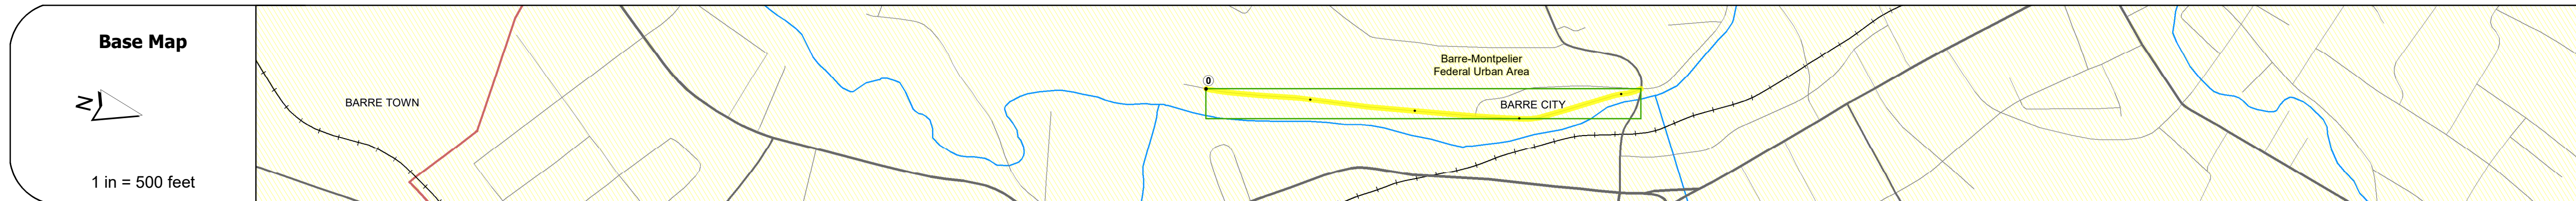 Base Map
N
1 in = 500 feet
BARRE TOWN
0
Barre-Montpelier
Federal Urban Area
BARRE CITY